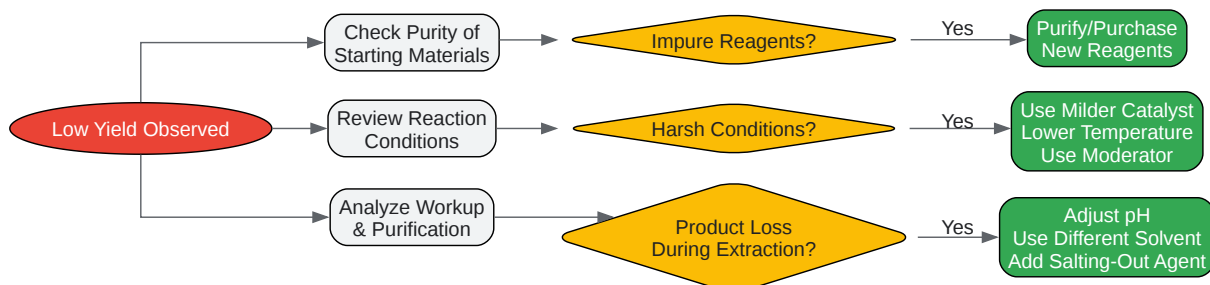 Low Yield Observed
Check Purity of
Starting Materials
Impure Reagents?
Yes
Purify/Purchase
New Reagents
Review Reaction
Conditions
Harsh Conditions?
Yes
Use Milder Catalyst
Lower Temperature
Use Moderator
Analyze Workup
& Purification
Product Loss
During Extraction?
Yes
Adjust pH
Use Different Solvent
Add Salting-Out Agent